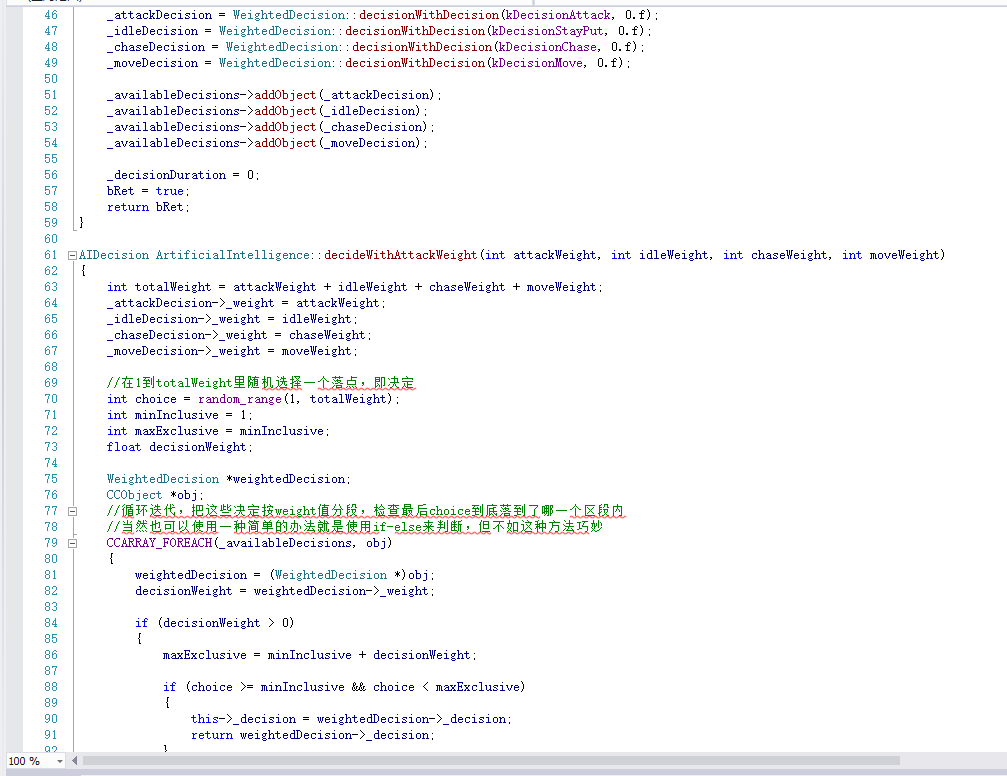 46 _attackDecision = WeightedDecision::decisionWithDecision(kDecisionAttack, 0.f);
47 _idleDecision = WeightedDecision::decisionWithDecision(kDecisionStayPut, 0.f);
48 _chaseDecision = WeightedDecision::decisionWithDecision(kDecisionChase, 0.f);
49 _moveDecision = WeightedDecision::decisionWithDecision(kDecisionMove, 0.f);
50
51 _availableDecisions->addObject(_attackDecision);
52 _availableDecisions->addObject(_idleDecision);
53 _availableDecisions->addObject(_chaseDecision);
54 _availableDecisions->addObject(_moveDecision);
55
56 _decisionDuration = 0;
57 bRet = true;
58 return bRet;
59 }
60
61 AIDecision ArtificialIntelligence::decideWithAttackWeight(int attackWeight, int idleWeight, int chaseWeight, int moveWeight)
62 {
63 int totalWeight = attackWeight + idleWeight + chaseWeight + moveWeight;
64 _attackDecision->_weight = attackWeight;
65 _idleDecision->_weight = idleWeight;
66 _chaseDecision->_weight = chaseWeight;
67 _moveDecision->_weight = moveWeight;
68
69 //在1到totalWeight里随机选择一个落点，即决定
70 int choice = random_range(1, totalWeight);
71 int minInclusive = 1;
72 int maxExclusive = minInclusive;
73 float decisionWeight;
74
75 WeightedDecision *weightedDecision;
76 CCObject *obj;
77 //循环迭代，把这些决定按weight值分段，检查最后choice到底落到了哪一个区段内
78 //当然也可以使用一种简单的办法就是使用if-else来判断，但不如这种方法巧妙
79 CCARRAY_FOREACH(_availableDecisions, obj)
80 {
81 weightedDecision = (WeightedDecision *)obj;
82 decisionWeight = weightedDecision->_weight;
83
84 if (decisionWeight > 0)
85 {
86 maxExclusive = minInclusive + decisionWeight;
87
88 if (choice >= minInclusive && choice < maxExclusive)
89 {
90 this->_decision = weightedDecision->_decision;
91 return weightedDecision->_decision;
92 }
100 %